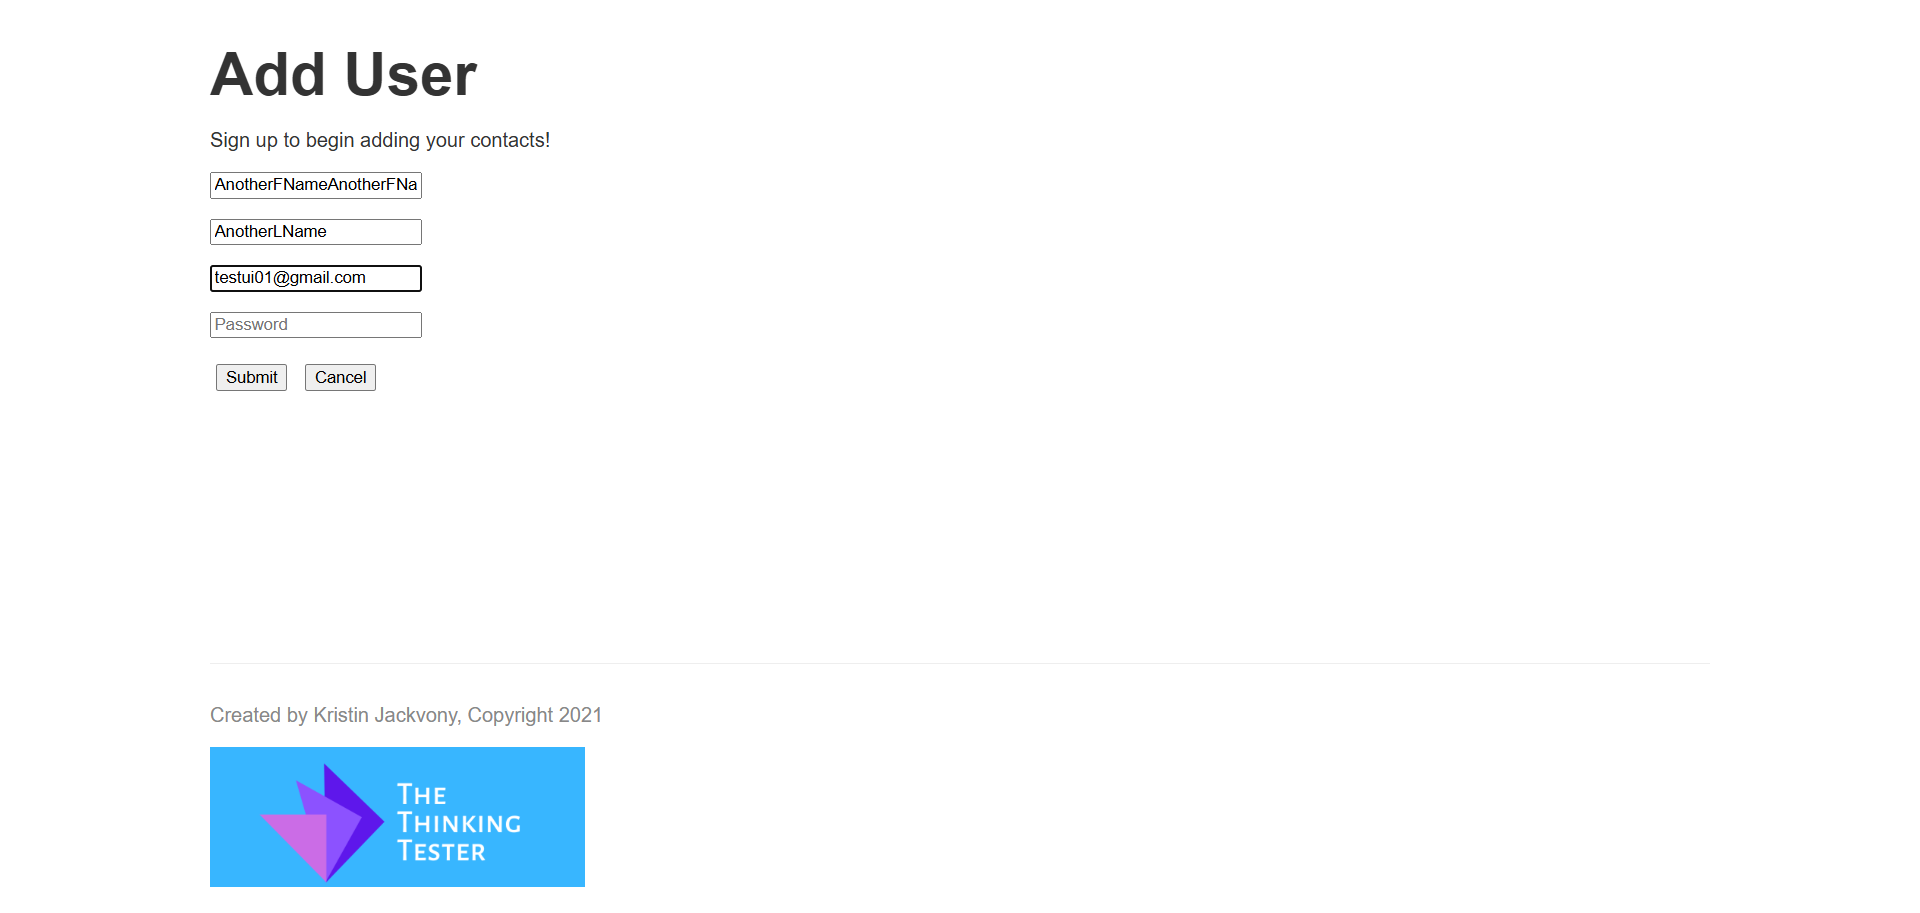 Add User
Sign up to begin adding your contacts!
AnotherFNameAnotherFNa
AnotherLName
testui01@gmail.com
Password
Submit Cancel
Created by Kristin Jackvony, Copyright 2021
THE
THINKING
TESTER